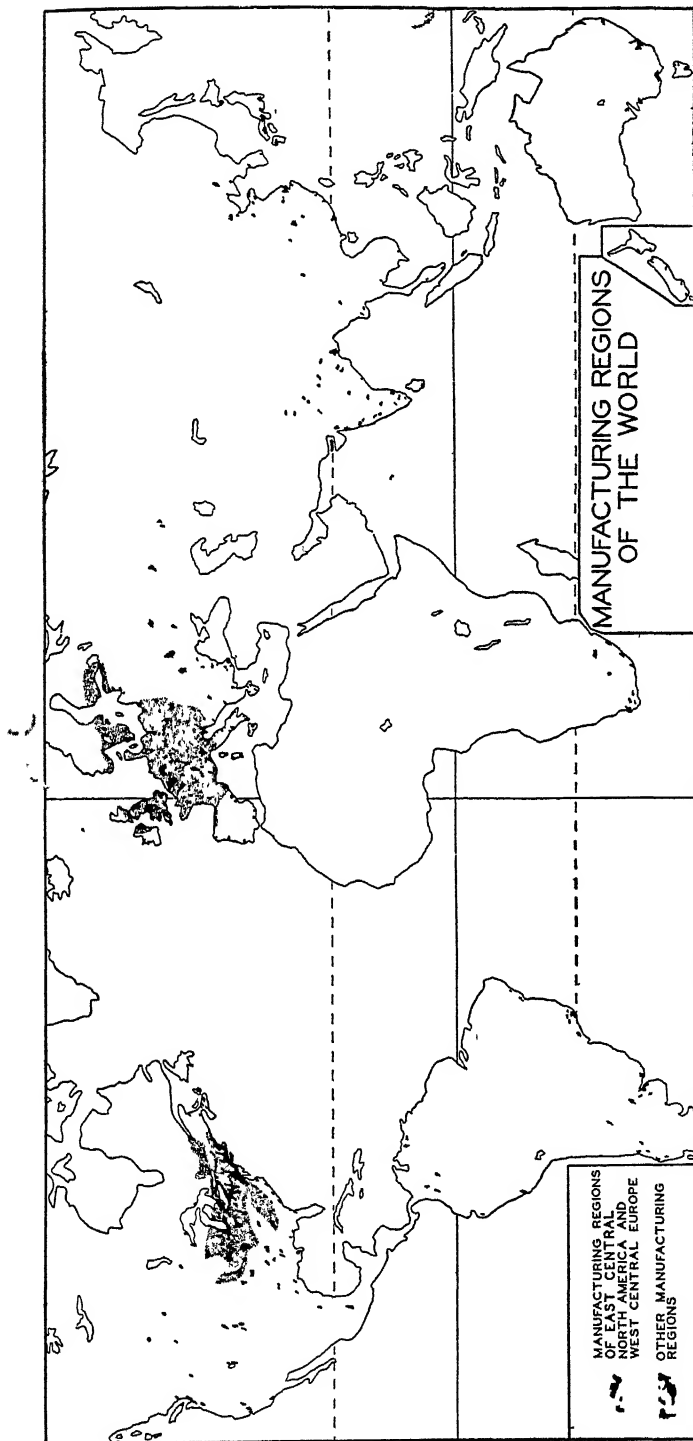 MANUFACTURING REGIONS
OF THE WORLD
MANUFACTURING REGIONS
OF EAST CENTRAL
NORTH AMERICA AND
WEST CENTRAL EUROPE
OTHER MANUFACTURING
REGIONS